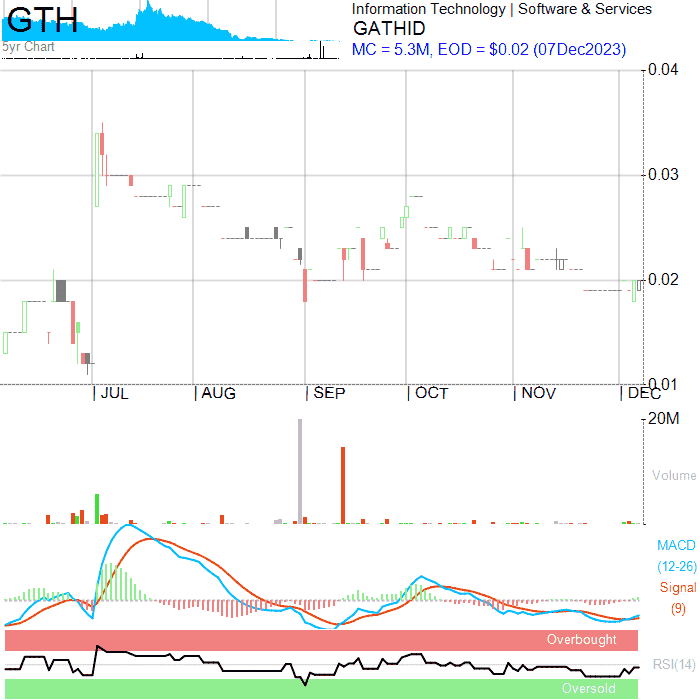 GTH
5yr Chart
Information Technology | Software & Services
GATHID
MC = 5.3M, EOD = $0.02 (07Dec2023)
0.04
0.03
0.02
0.01
| JUL | AUG | SEP | OCT | NOV | DEC
20M
Volume
MACD
(12-26)
Signal
(9)
Overbought
RSI(14)
Oversold